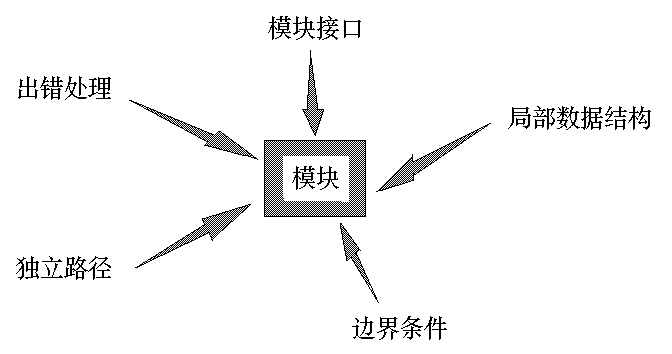 模块接口
出错处理
局部数据结构
模块
独立路径
边界条件